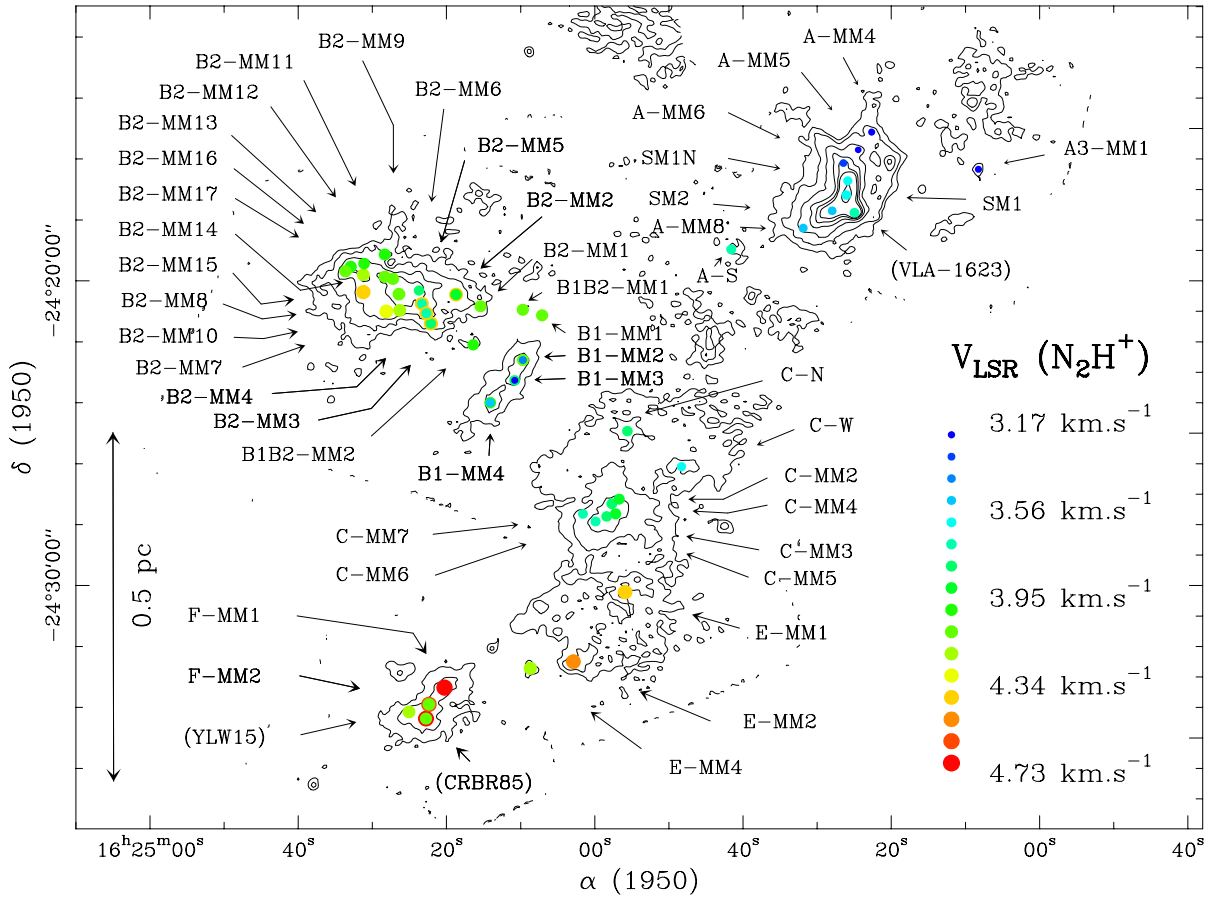 B2-MM9
B2-MM11
B2-MM12
B2-MM13
B2-MM16
B2-MM17
B2-MM14
B2-MM15
B2-MM8
B2-MM10
B2-MM7
B2-MM4
B2-MM3
B1B2-MM2
B2-MM6
B2-MM5
B2-MM2
B2-MM1
B1B2-MM1
B1-MM1
B1-MM2
B1-MM3
B1-MM4
A-MM4
A-MM5
A-MM6
SM1N
SM2
A-MM8
A-S
A3-MM1
SM1
(VLA-1623)
C-N
C-W
C-MM2
C-MM4
C-MM3
C-MM5
C-MM7
C-MM6
E-MM1
E-MM2
E-MM4
F-MM1
F-MM2
(YLW15)
(CRBR85)
0.5 pc
V_LSR (N₂H⁺)
3.17 km.s⁻¹
3.56 km.s⁻¹
3.95 km.s⁻¹
4.34 km.s⁻¹
4.73 km.s⁻¹
−24°20′00″
−24°30′00″
δ (1950)
16ʰ25ᵐ00ˢ
40ˢ
20ˢ
00ˢ
40ˢ
20ˢ
00ˢ
40ˢ
α (1950)